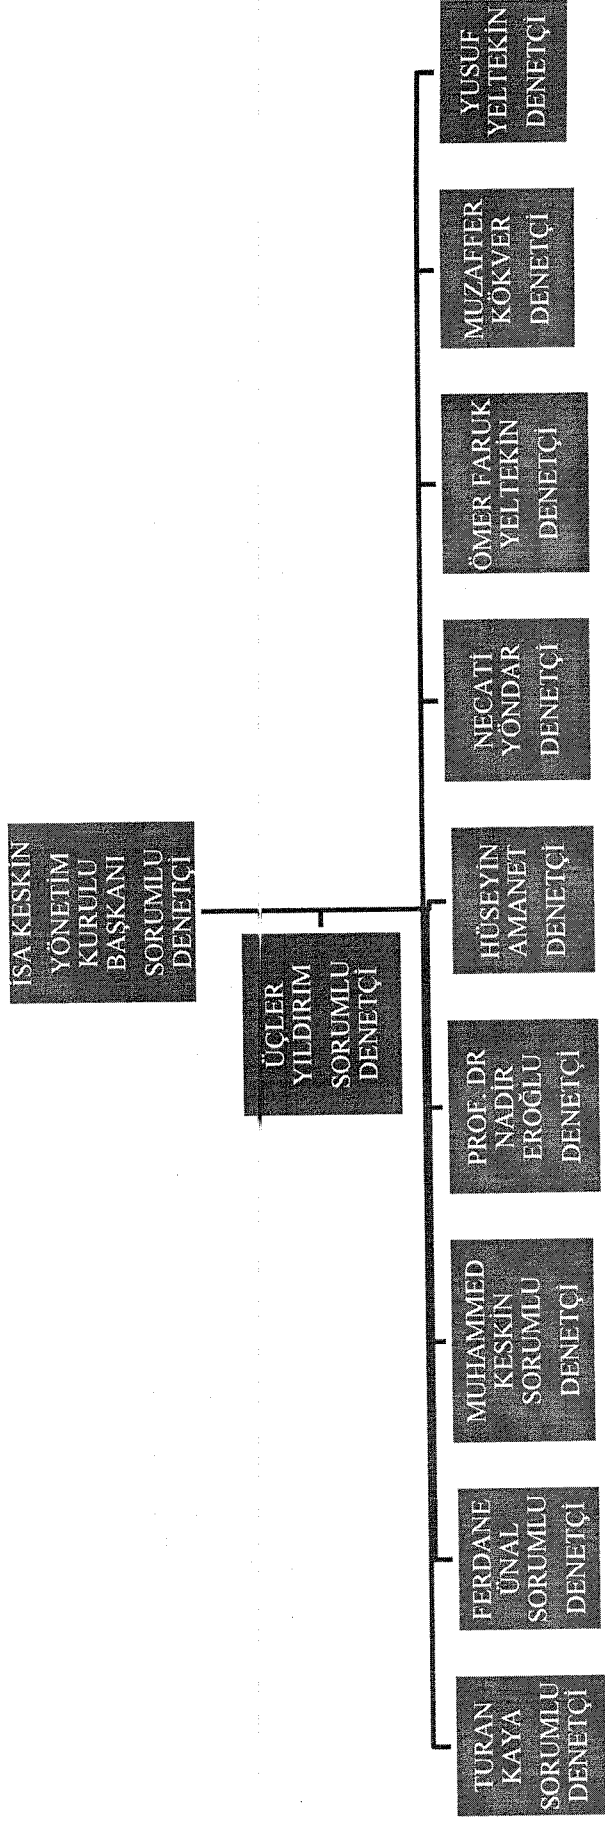 İSA KESKİN
YÖNETİM
KURULU
BAŞKANI
SORUMLU
DENETÇİ
ÜÇLER
YILDIRIM
SORUMLU
DENETÇİ
TURAN
KAYA
SORUMLU
DENETÇİ
FERDANE
ÜNAL
SORUMLU
DENETÇİ
MUHAMMED
KESKİN
SORUMLU
DENETÇİ
PROF. DR
NADİR
EROĞLU
DENETÇİ
HÜSEYİN
AMANET
DENETÇİ
NECATİ
YÖNDAR
DENETÇİ
ÖMER FARUK
YELTEKİN
DENETÇİ
MUZAFFER
KÖKVER
DENETÇİ
YUSUF
YELTEKİN
DENETÇİ